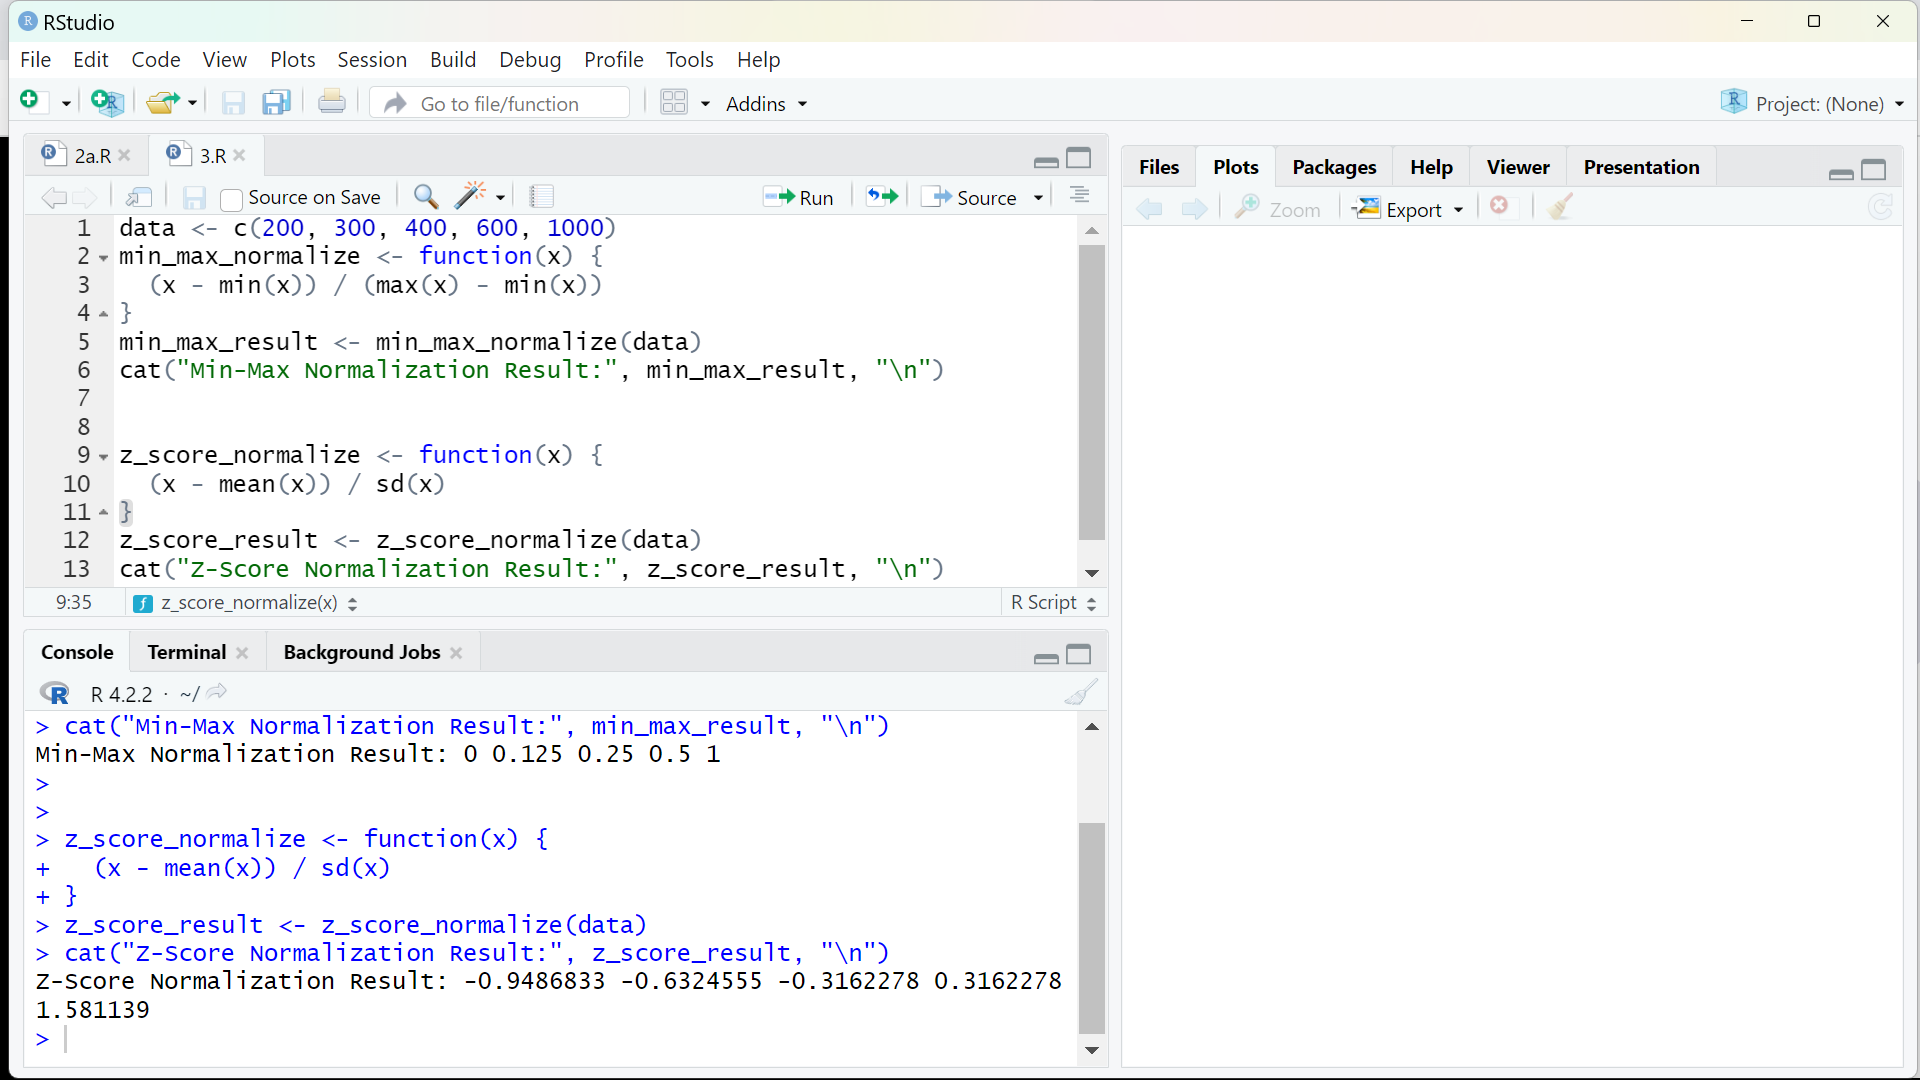 RStudio
File Edit Code View Plots Session Build Debug Profile Tools Help
Go to file/function Addins Project: (None)
2a.R 3.R
Source on Save Run Source
1 data <- c(200, 300, 400, 600, 1000)
2 min_max_normalize <- function(x) {
3   (x - min(x)) / (max(x) - min(x))
4 }
5 min_max_result <- min_max_normalize(data)
6 cat("Min-Max Normalization Result:", min_max_result, "\n")
7
8
9 z_score_normalize <- function(x) {
10   (x - mean(x)) / sd(x)
11 }
12 z_score_result <- z_score_normalize(data)
13 cat("Z-Score Normalization Result:", z_score_result, "\n")
9:35 z_score_normalize(x) R Script
Console Terminal Background Jobs
R 4.2.2 · ~/
> cat("Min-Max Normalization Result:", min_max_result, "\n")
Min-Max Normalization Result: 0 0.125 0.25 0.5 1
>
>
> z_score_normalize <- function(x) {
+   (x - mean(x)) / sd(x)
+ }
> z_score_result <- z_score_normalize(data)
> cat("Z-Score Normalization Result:", z_score_result, "\n")
Z-Score Normalization Result: -0.9486833 -0.6324555 -0.3162278 0.3162278
1.581139
>
Files Plots Packages Help Viewer Presentation
Zoom Export